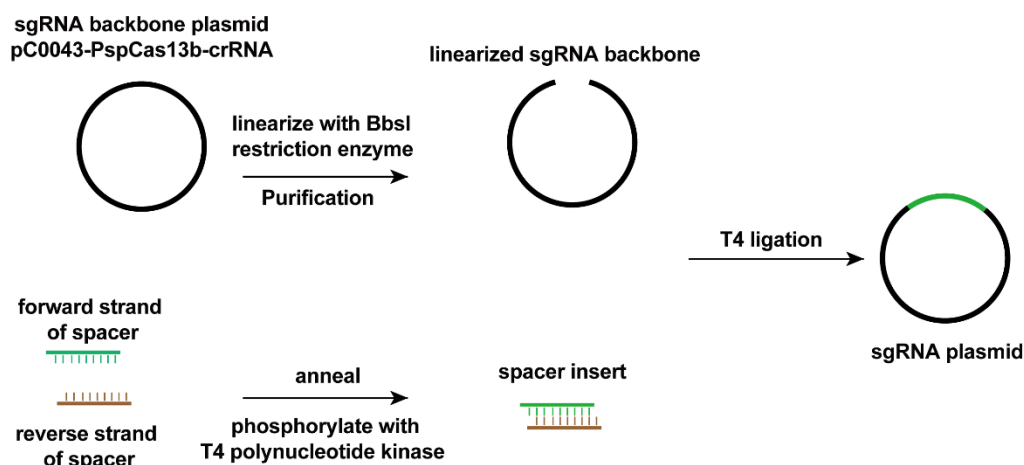 sgRNA backbone plasmid
pC0043-PspCas13b-crRNA
linearize with BbsI
restriction enzyme
Purification
linearized sgRNA backbone
T4 ligation
sgRNA plasmid
forward strand
of spacer
reverse strand
of spacer
anneal
phosphorylate with
T4 polynucleotide kinase
spacer insert